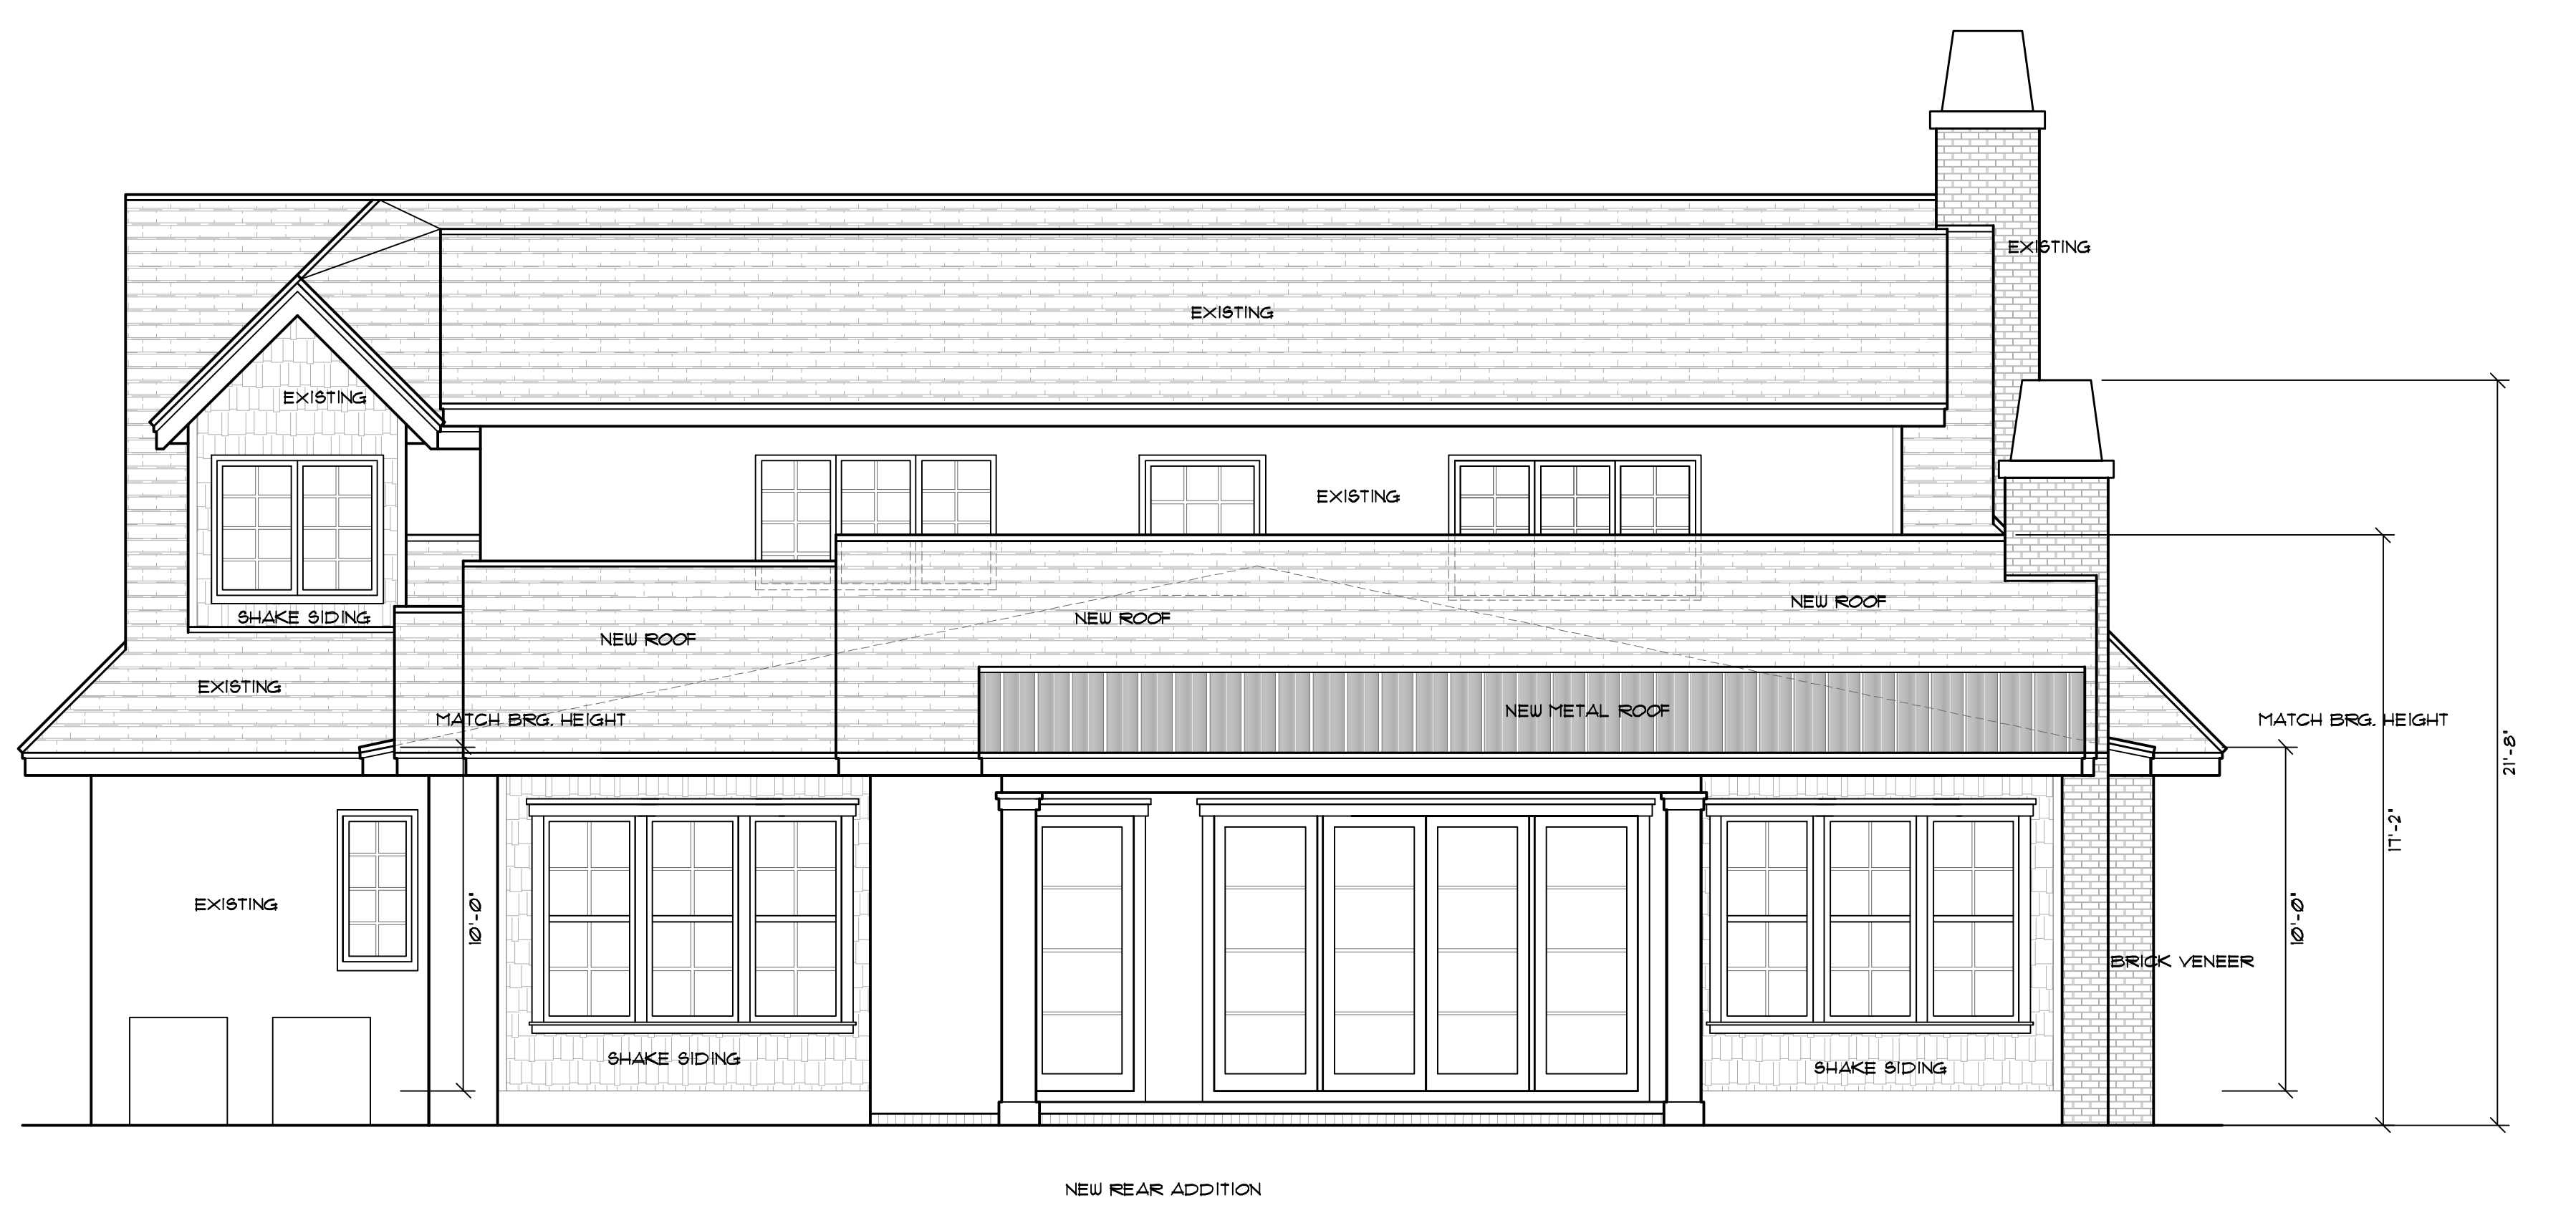 EXISTING
EXISTING
EXISTING
EXISTING
NEW ROOF
SHAKE SIDING
NEW ROOF
NEW ROOF
EXISTING
NEW METAL ROOF
MATCH BRG. HEIGHT
MATCH BRG. HEIGHT
21'-8"
17'-2"
EXISTING
10'-0"
10'-0"
BRICK VENEER
SHAKE SIDING
SHAKE SIDING
NEW REAR ADDITION